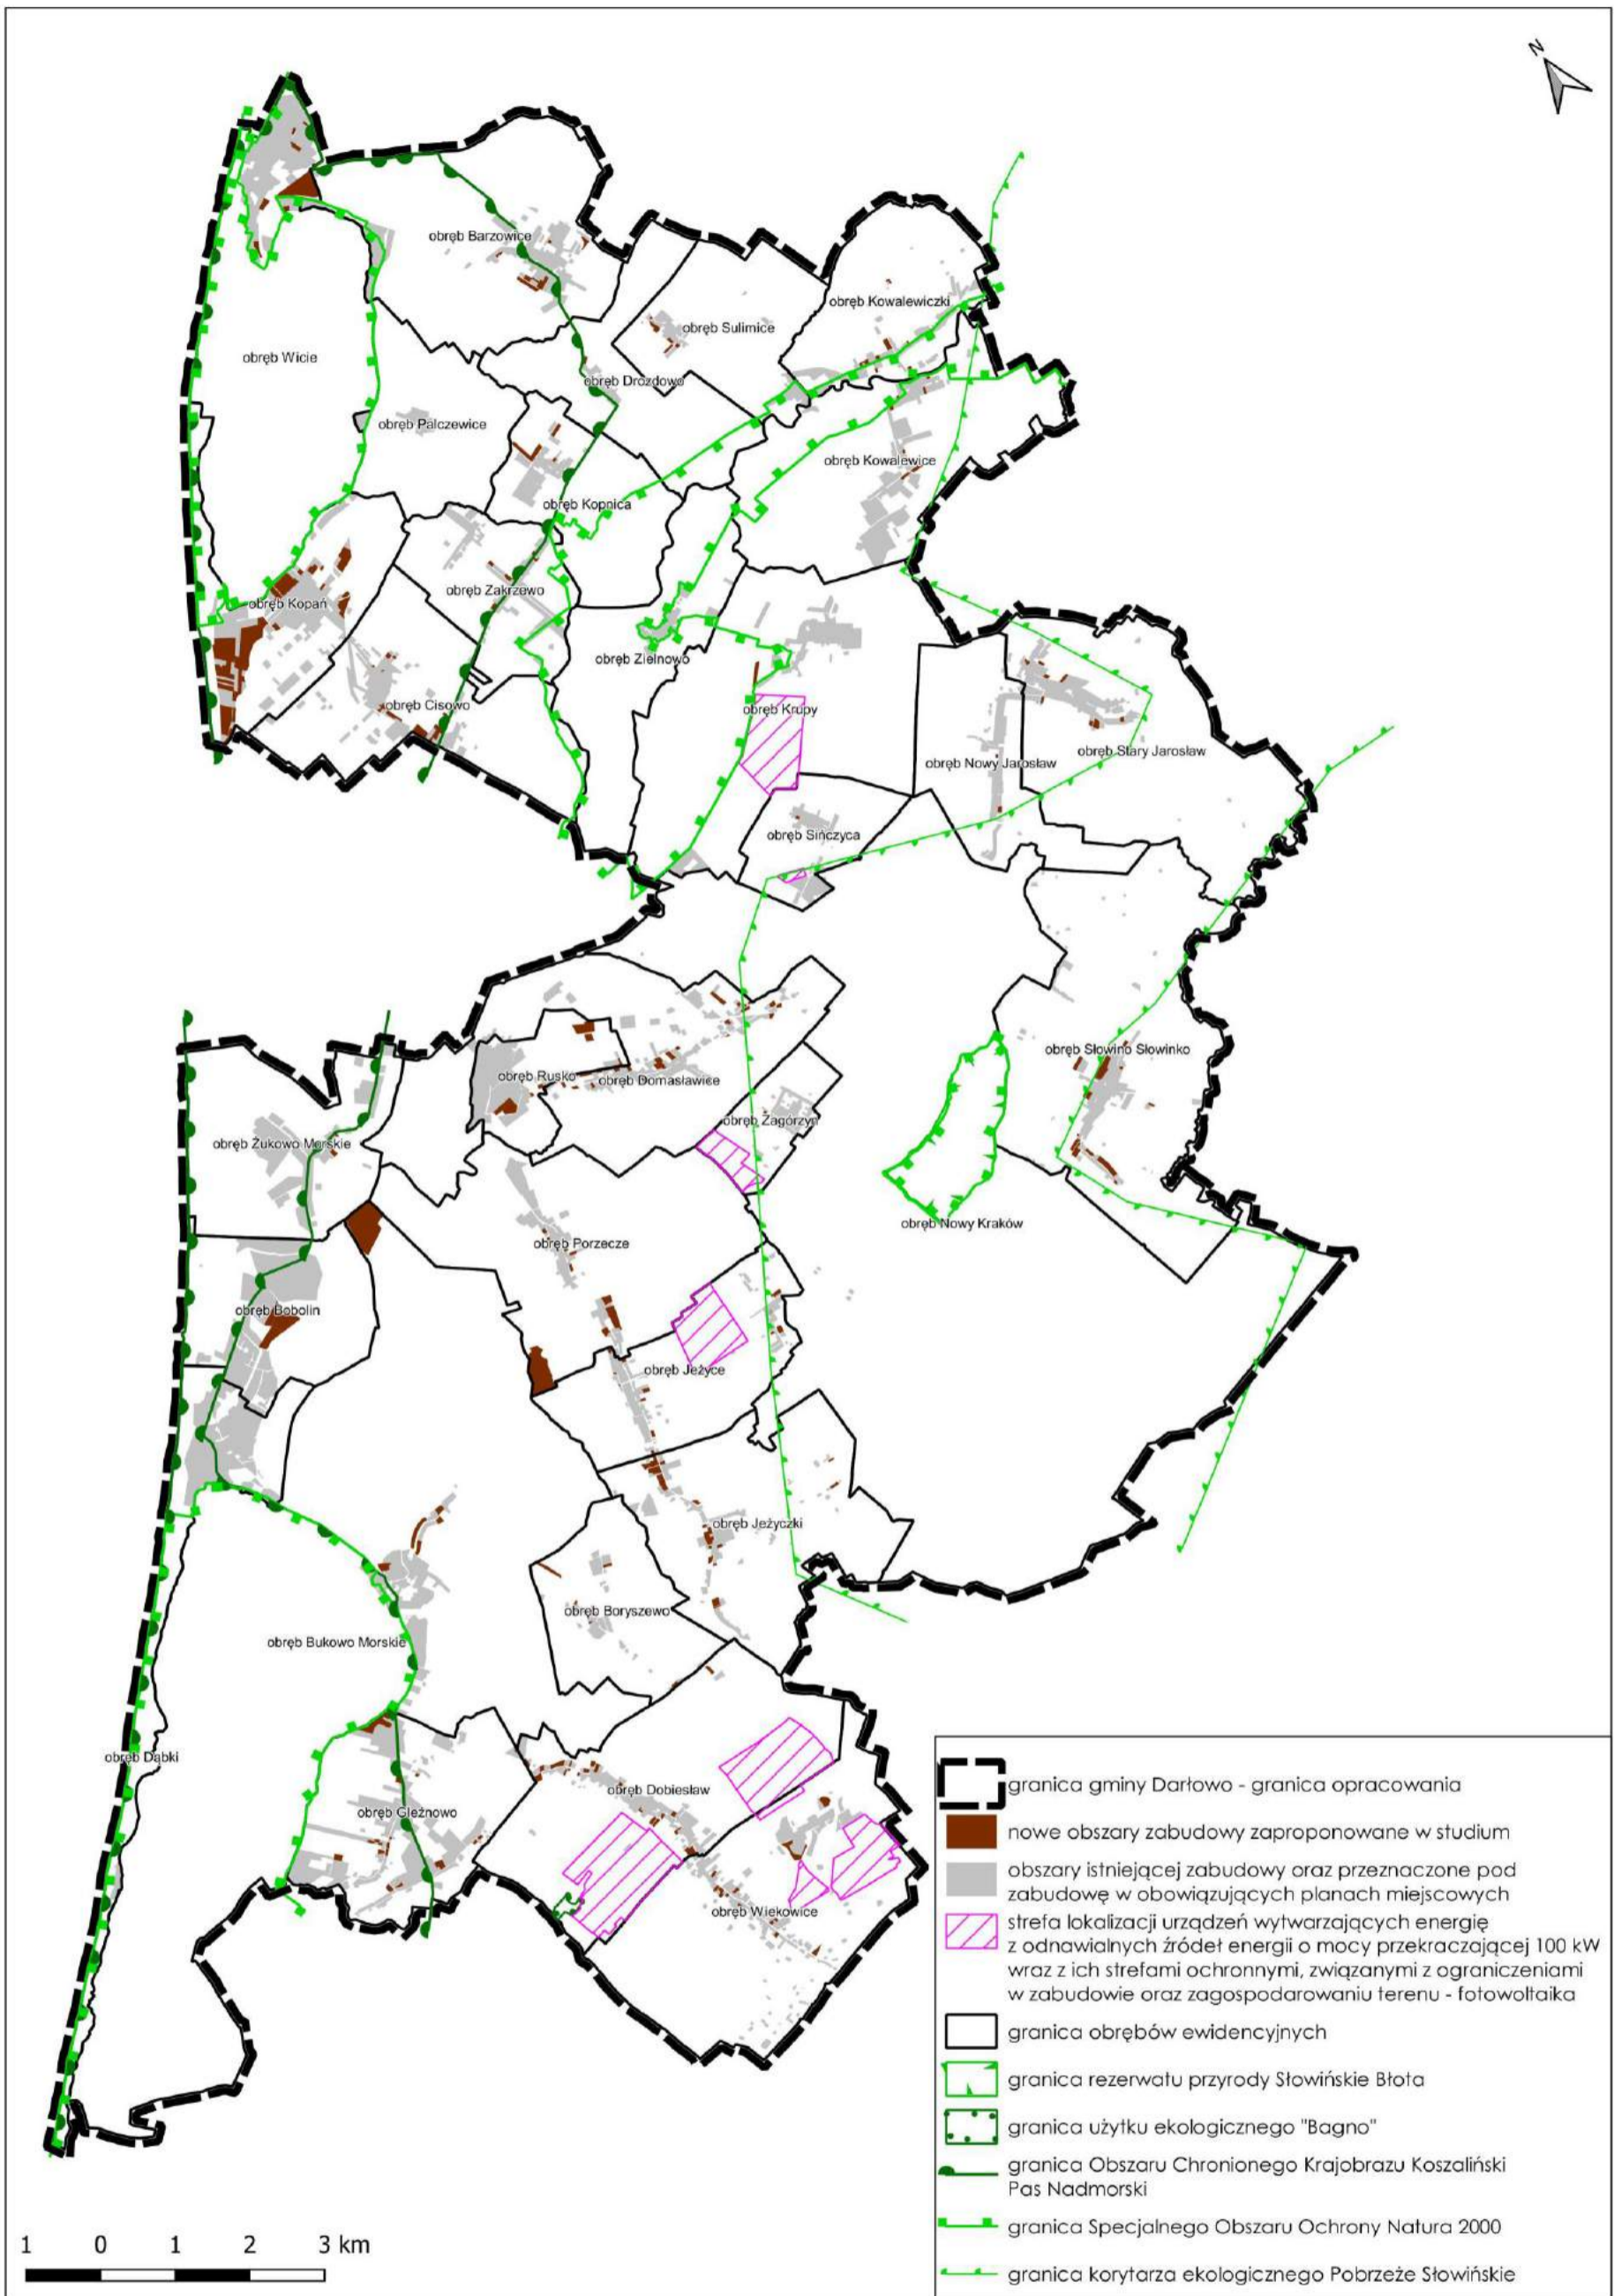 N
obręb Barzowice
obręb Kowalewiczki
obręb Sulimice
obręb Wicie
obręb Drozdowo
obręb Palczewice
obręb Kowalewice
obręb Kopnica
obręb Zakrzewo
obręb Kopań
obręb Zielnowo
obręb Cisowo
obręb Krupy
obręb Stary Jarosław
obręb Nowy Jarosław
obręb Sińczyca
obręb Słowino Słowinko
obręb Rusko
obręb Domasławice
obręb Zagórzyn
obręb Żukowo Morskie
obręb Nowy Kraków
obręb Porzecze
obręb Bobolin
obręb Jeżyce
obręb Jeżyczki
obręb Boryszewo
obręb Bukowo Morskie
obręb Dąbki
obręb Dobiesław
obręb Gleźnowo
obręb Wiekowice
granica gminy Darłowo - granica opracowania
nowe obszary zabudowy zaproponowane w studium
obszary istniejącej zabudowy oraz przeznaczone pod
zabudowę w obowiązujących planach miejscowych
strefa lokalizacji urządzeń wytwarzających energię
z odnawialnych źródeł energii o mocy przekraczającej 100 kW
wraz z ich strefami ochronnymi, związanymi z ograniczeniami
w zabudowie oraz zagospodarowaniu terenu - fotowoltaika
granica obrębów ewidencyjnych
granica rezerwatu przyrody Słowińskie Błota
granica użytku ekologicznego "Bagno"
granica Obszaru Chronionego Krajobrazu Koszaliński
Pas Nadmorski
granica Specjalnego Obszaru Ochrony Natura 2000
granica korytarza ekologicznego Pobrzeże Słowińskie
1 0 1 2 3 km